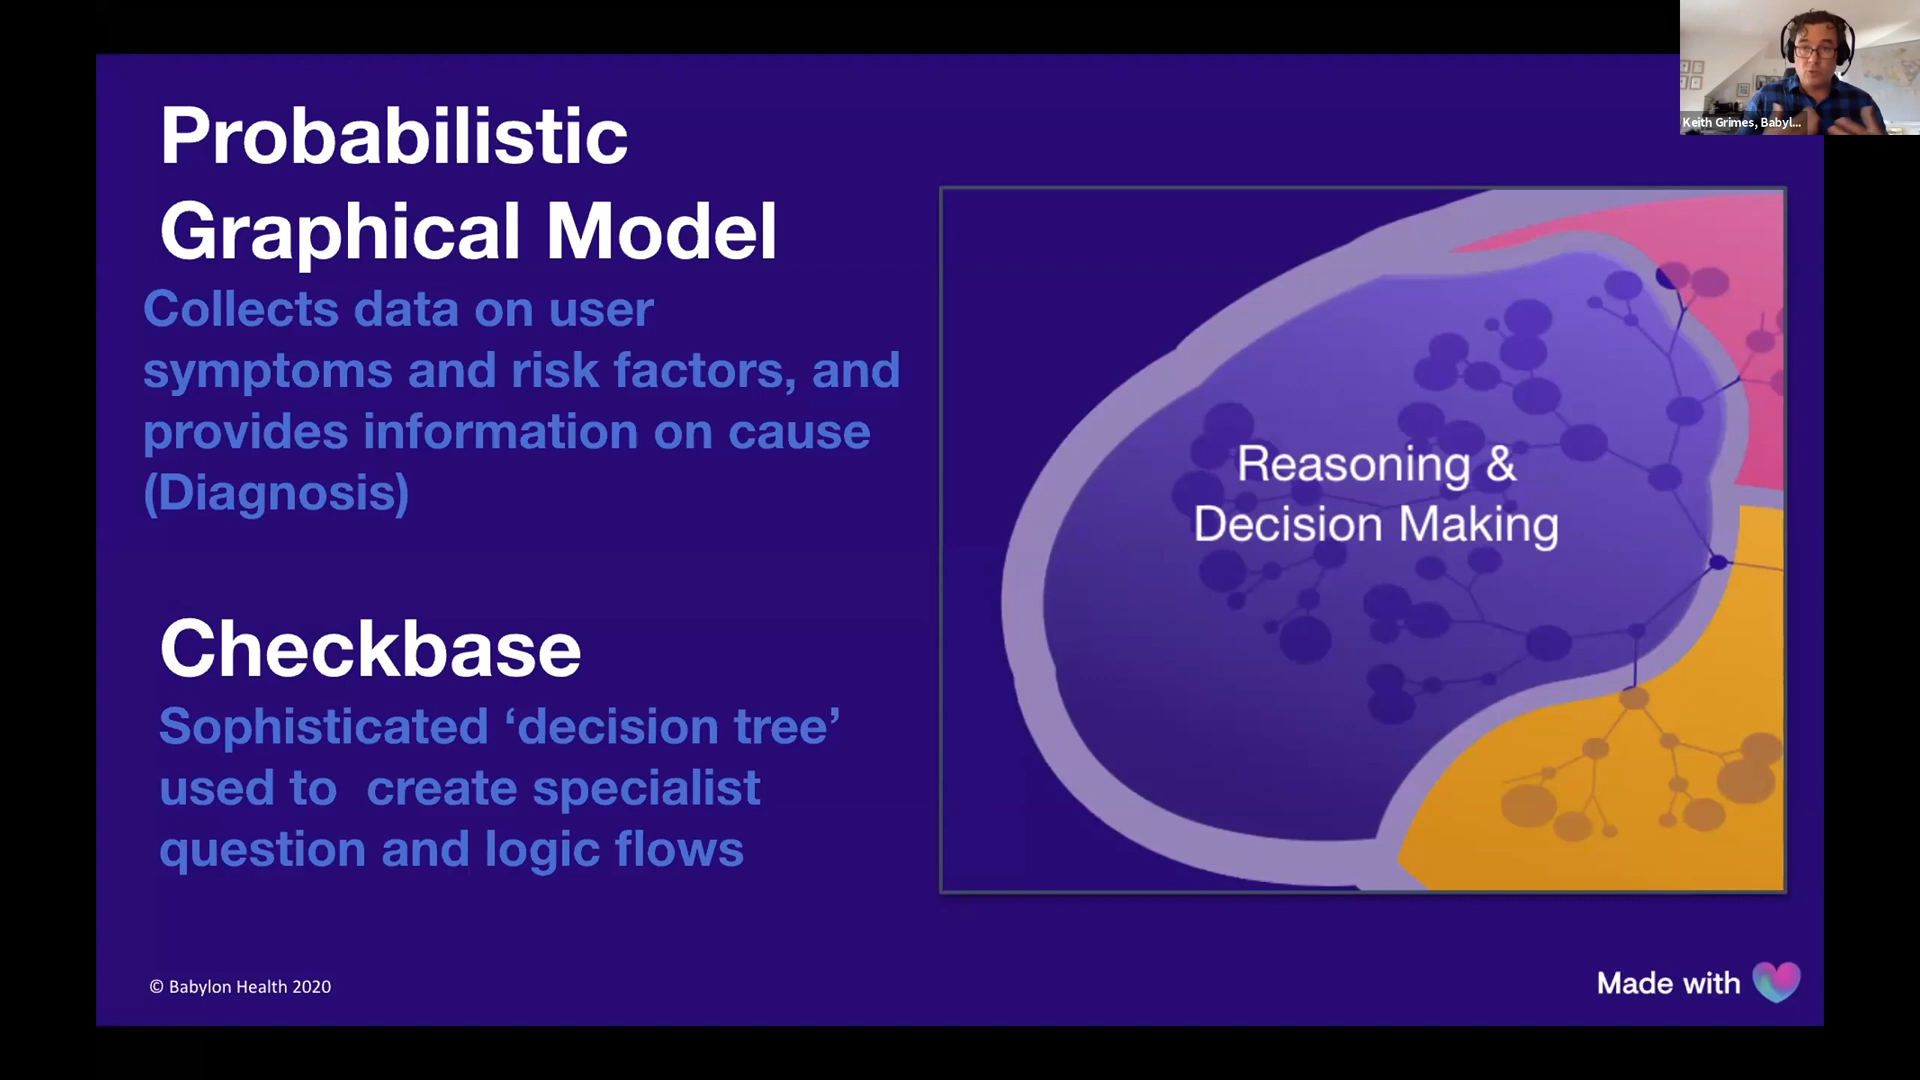 Keith Grimes, Babyl...
Probabilistic
Graphical Model
Collects data on user
symptoms and risk factors, and
provides information on cause
(Diagnosis)
Checkbase
Sophisticated ‘decision tree’
used to  create specialist
question and logic flows
Reasoning &
Decision Making
© Babylon Health 2020
Made with